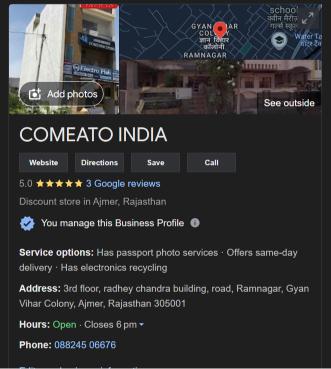 GYAN VIHAR
COLONY
ज्ञान विहार
कॉलोनी
RAMNAGAR
school
Water Ta
Add photos
See outside
COMEATO INDIA
Website
Directions
Save
Call
5.0 3 Google reviews
Discount store in Ajmer, Rajasthan
You manage this Business Profile
Service options: Has passport photo services · Offers same-day
delivery · Has electronics recycling
Address: 3rd floor, radhey chandra building, road, Ramnagar, Gyan
Vihar Colony, Ajmer, Rajasthan 305001
Hours: Open · Closes 6 pm
Phone: 088245 06676